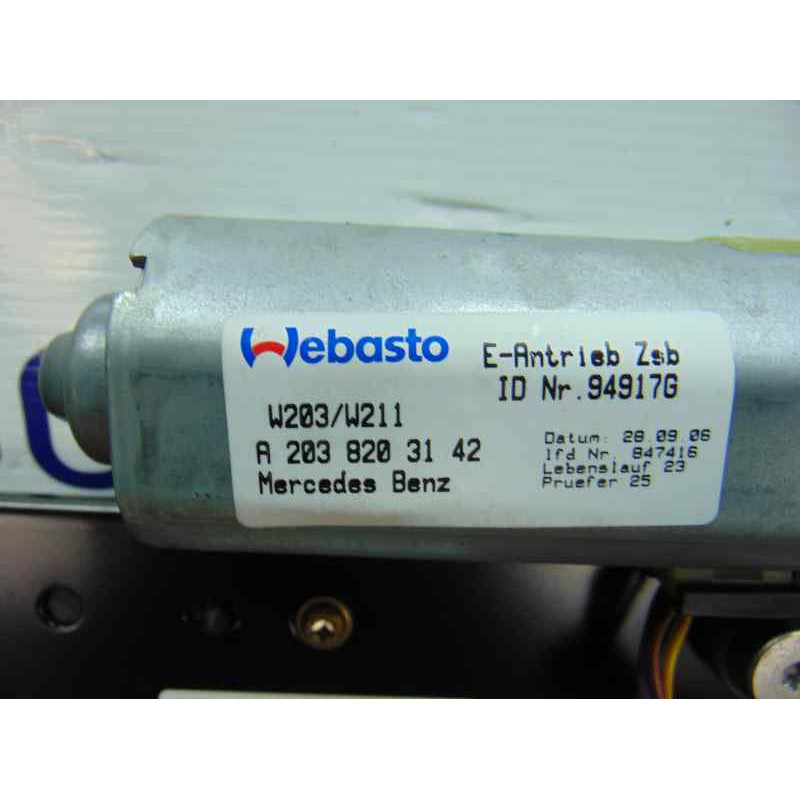 Webasto
E-Antrieb Zsb
ID Nr.94917G
W203/W211
A 203 820 31 42
Mercedes Benz
Datum: 28.09.06
lfd Nr. 847416
Lebenslauf 23
Pruefer 25